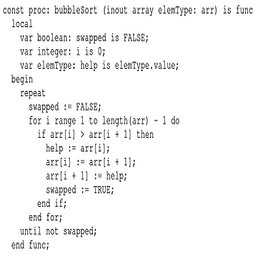 const proc: bubbleSort (inout array elemType: arr) is func
  local
    var boolean: swapped is FALSE;
    var integer: i is 0;
    var elemType: help is elemType.value;
  begin
    repeat
      swapped := FALSE;
      for i range 1 to length(arr) - 1 do
        if arr[i] > arr[i + 1] then
          help := arr[i];
          arr[i] := arr[i + 1];
          arr[i + 1] := help;
          swapped := TRUE;
        end if;
      end for;
    until not swapped;
  end func;